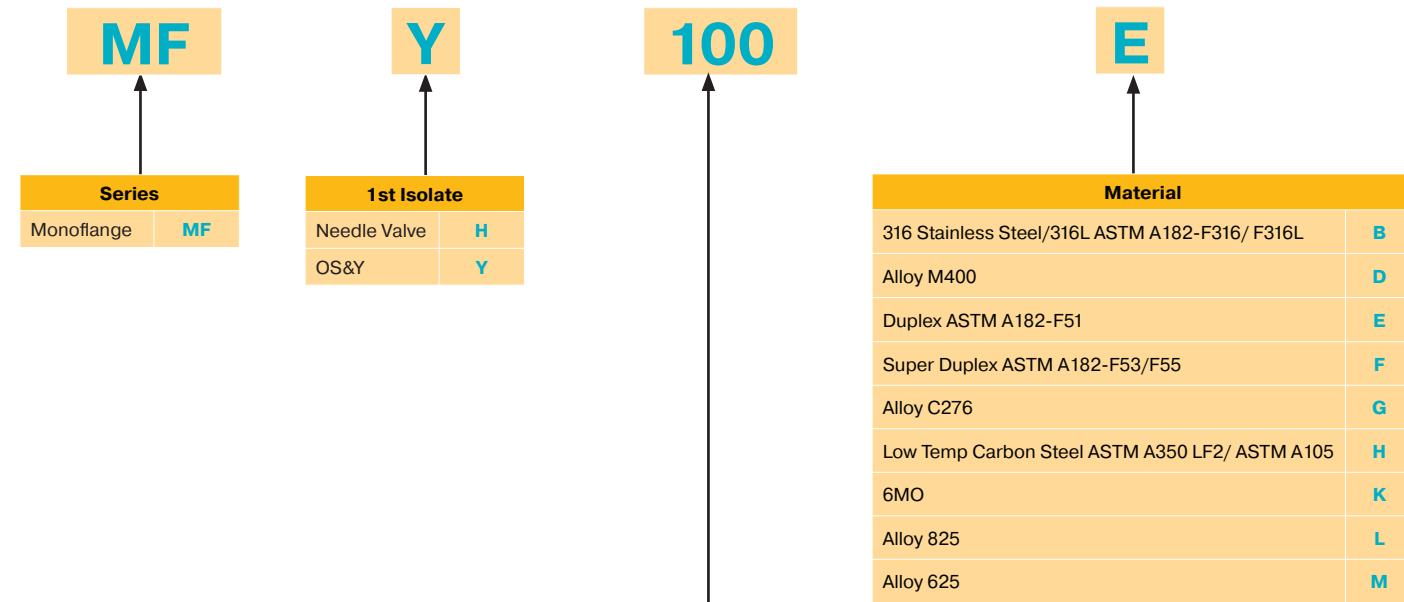 MF Y 100 E
Series
Monoflange MF
1st Isolate
Needle Valve H
OS&Y Y
Material
316 Stainless Steel/316L ASTM A182-F316/ F316L B
Alloy M400 D
Duplex ASTM A182-F51 E
Super Duplex ASTM A182-F53/F55 F
Alloy C276 G
Low Temp Carbon Steel ASTM A350 LF2/ ASTM A105 H
6MO K
Alloy 825 L
Alloy 625 M